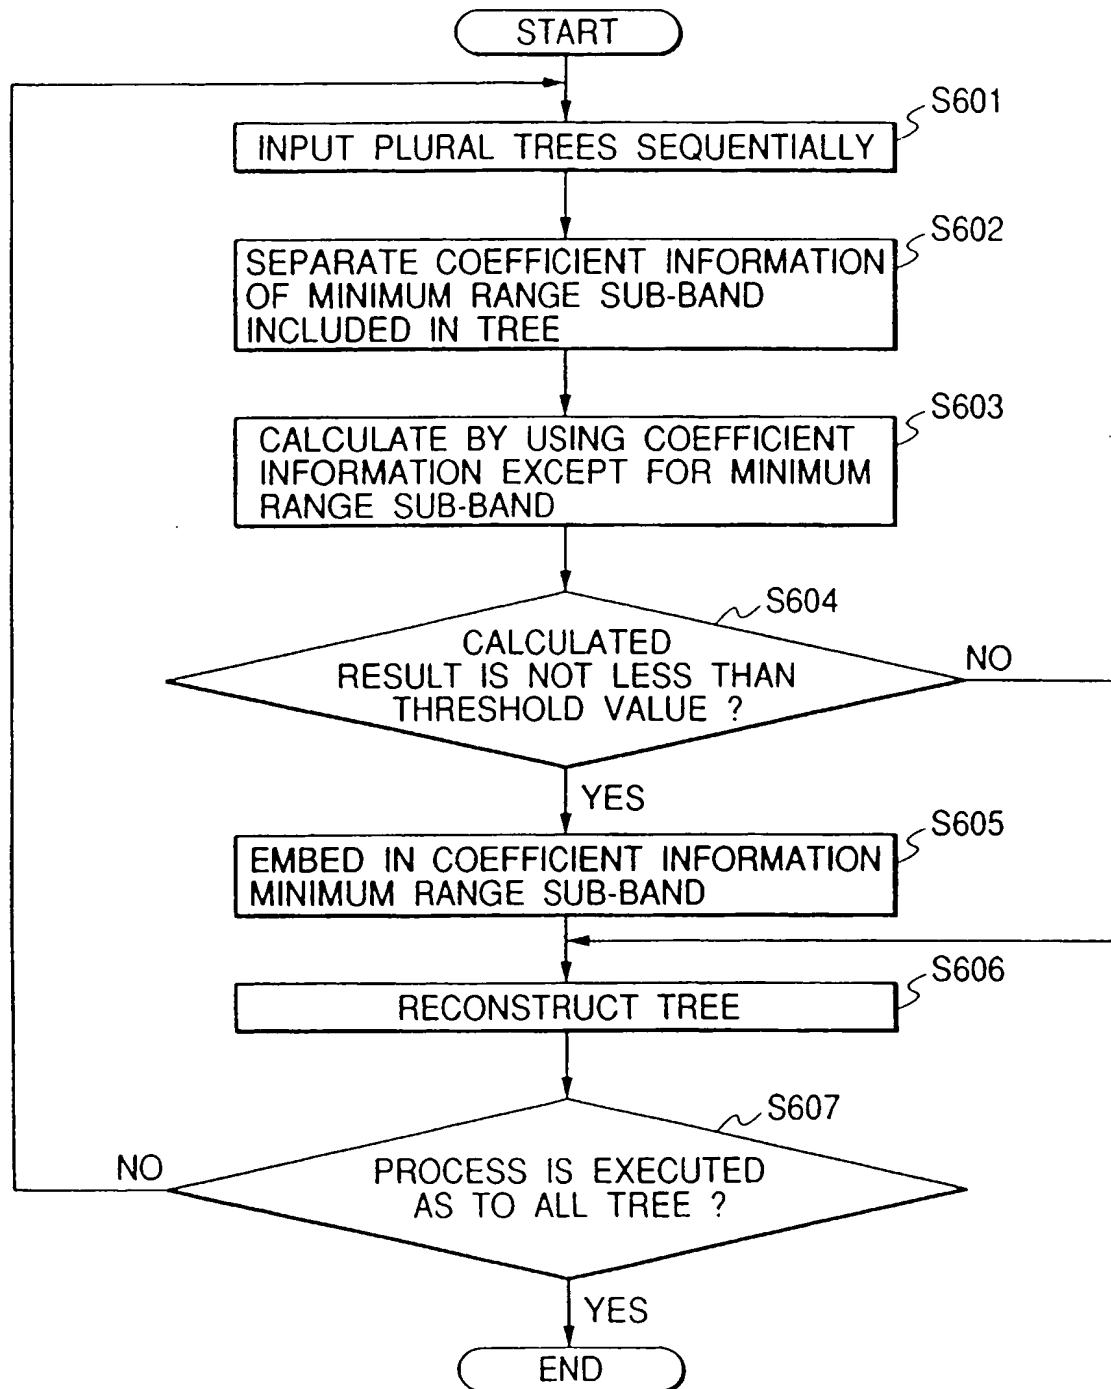 START
S601
INPUT PLURAL TREES SEQUENTIALLY
S602
SEPARATE COEFFICIENT INFORMATION
OF MINIMUM RANGE SUB-BAND
INCLUDED IN TREE
S603
CALCULATE BY USING COEFFICIENT
INFORMATION EXCEPT FOR MINIMUM
RANGE SUB-BAND
S604
CALCULATED
RESULT IS NOT LESS THAN
THRESHOLD VALUE ?
NO
YES
S605
EMBED IN COEFFICIENT INFORMATION
MINIMUM RANGE SUB-BAND
S606
RECONSTRUCT TREE
S607
NO
PROCESS IS EXECUTED
AS TO ALL TREE ?
YES
END